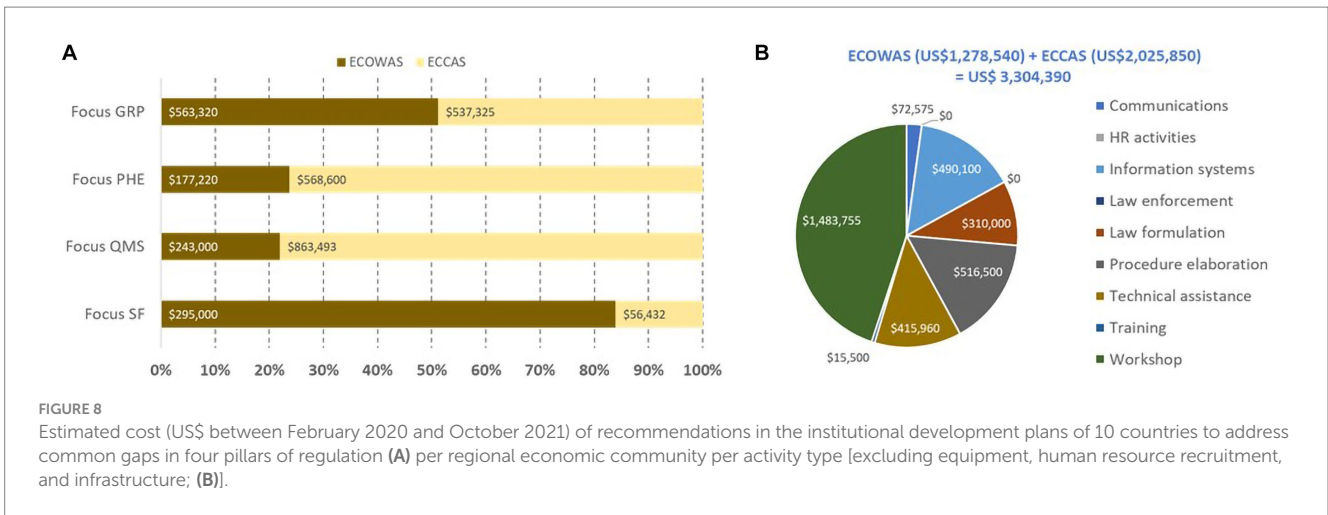 A
ECOWAS ECCAS
Focus GRP
$563,320 $537,325
Focus PHE
$177,220 $568,600
Focus QMS
$243,000 $863,493
Focus SF
$295,000 $56,432
0% 10% 20% 30% 40% 50% 60% 70% 80% 90% 100%
B
ECOWAS (US$1,278,540) + ECCAS (US$2,025,850)
= US$ 3,304,390
$72,575 $0
$490,100
$0
$310,000
$516,500
$415,960
$15,500
$1,483,755
Communications
HR activities
Information systems
Law enforcement
Law formulation
Procedure elaboration
Technical assistance
Training
Workshop
FIGURE 8
Estimated cost (US$ between February 2020 and October 2021) of recommendations in the institutional development plans of 10 countries to address
common gaps in four pillars of regulation (A) per regional economic community per activity type [excluding equipment, human resource recruitment,
and infrastructure; (B)].